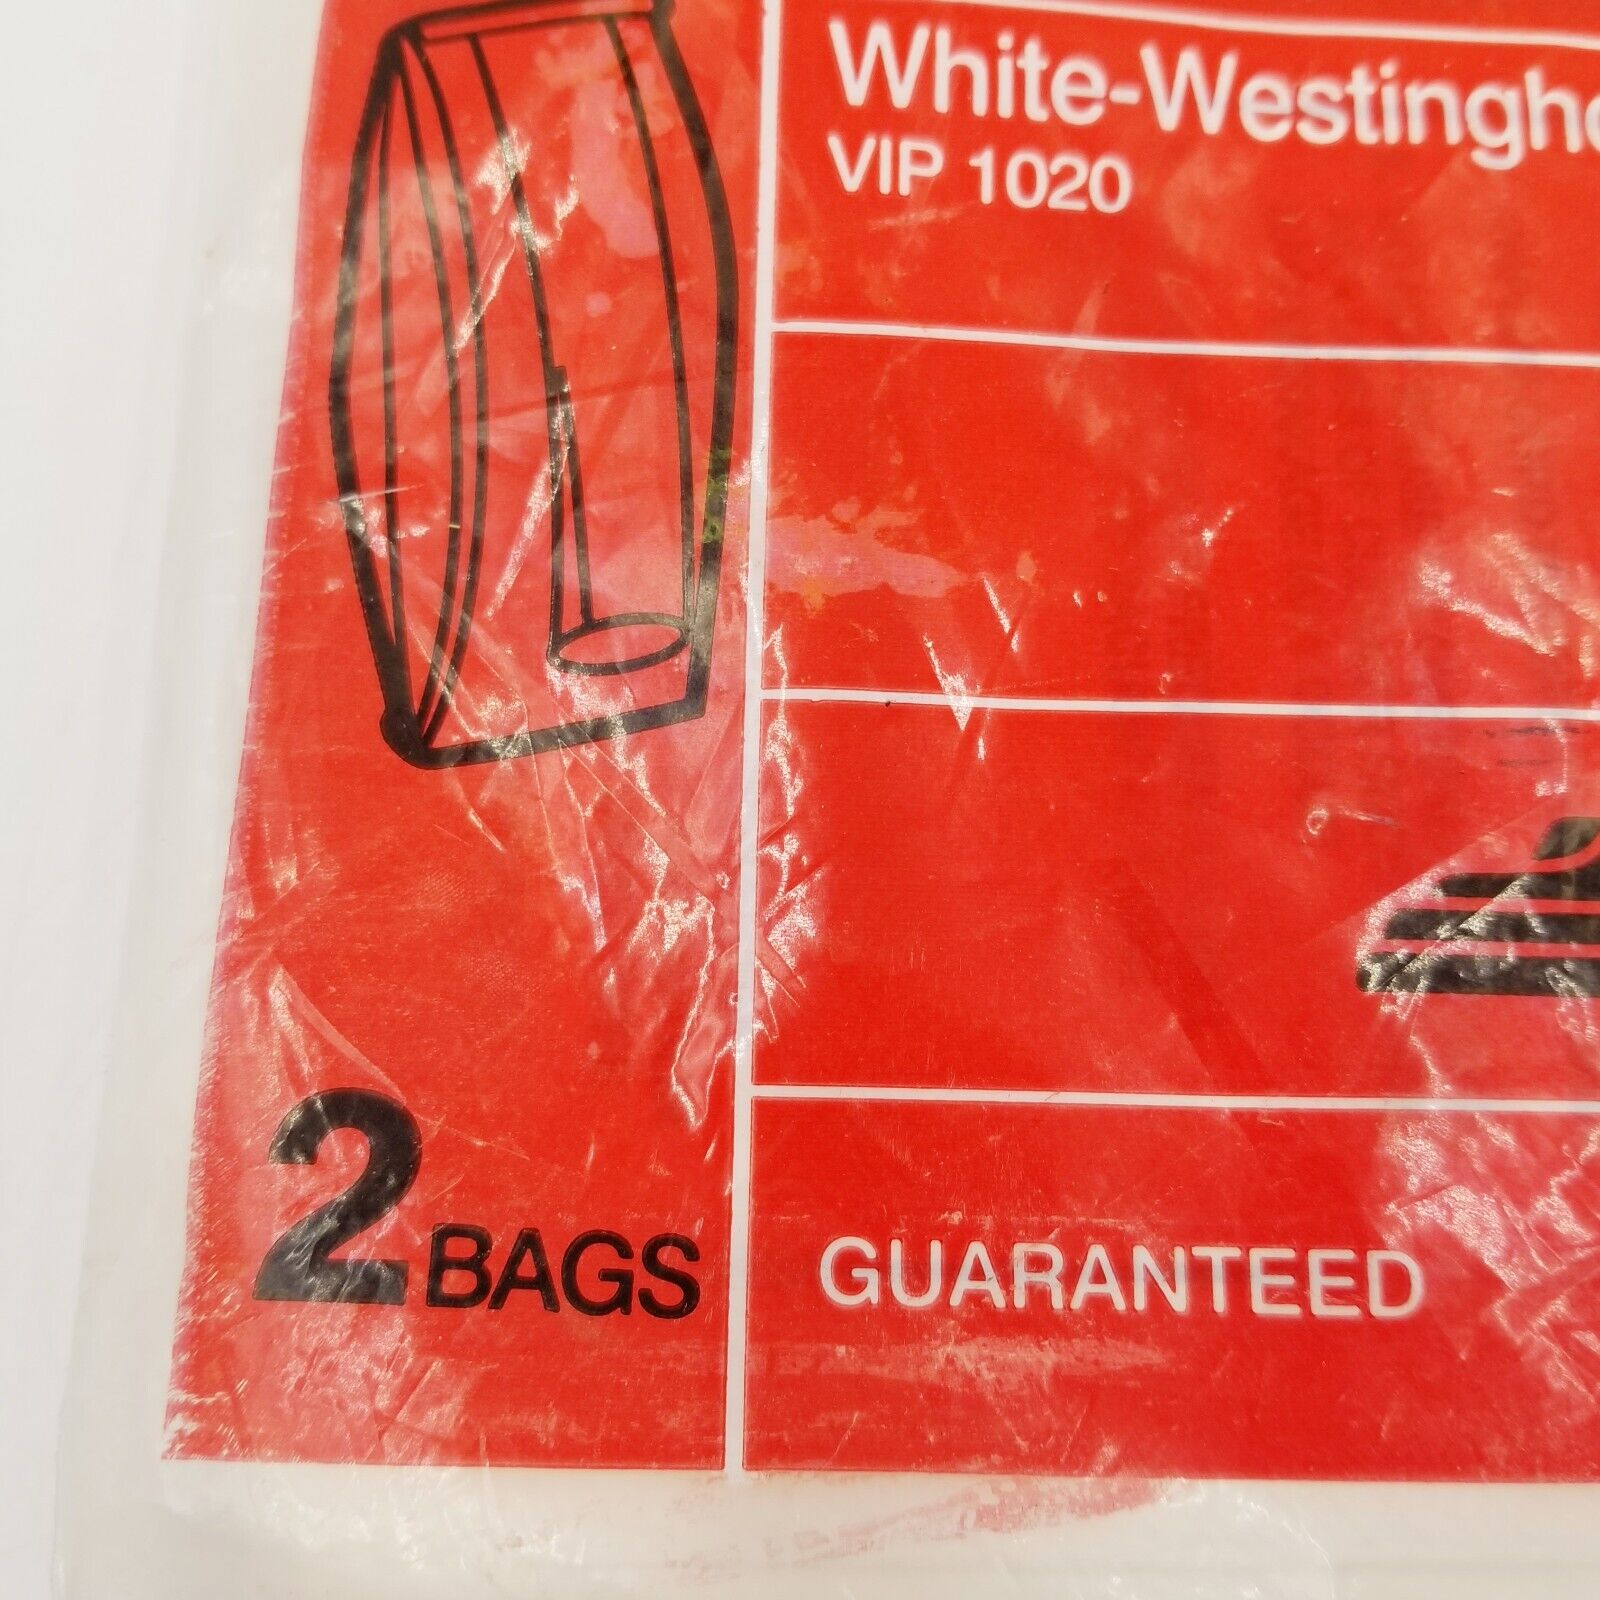 White-Westingho
VIP 1020
2 BAGS
GUARANTEED